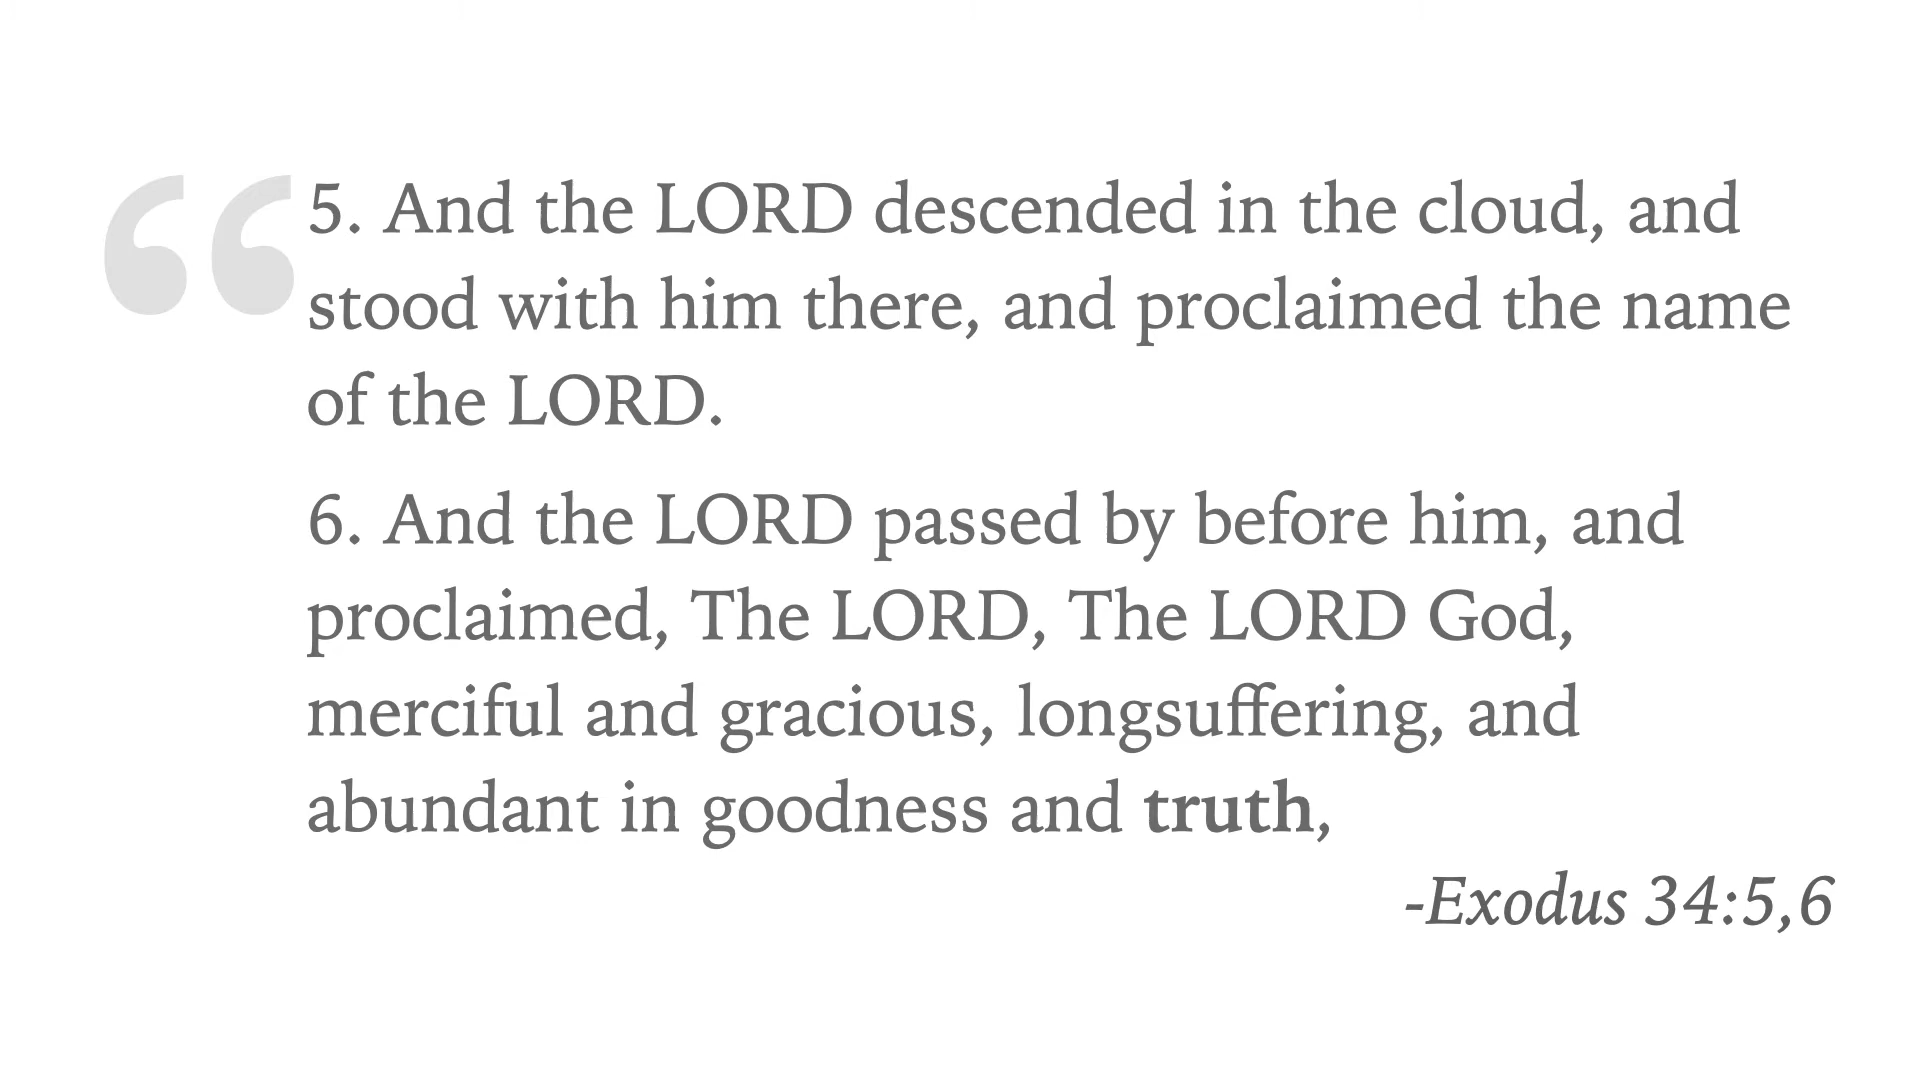 “5. And the LORD descended in the cloud, and
stood with him there, and proclaimed the name
of the LORD.
6. And the LORD passed by before him, and
proclaimed, The LORD, The LORD God,
merciful and gracious, longsuffering, and
abundant in goodness and truth,
-Exodus 34:5,6